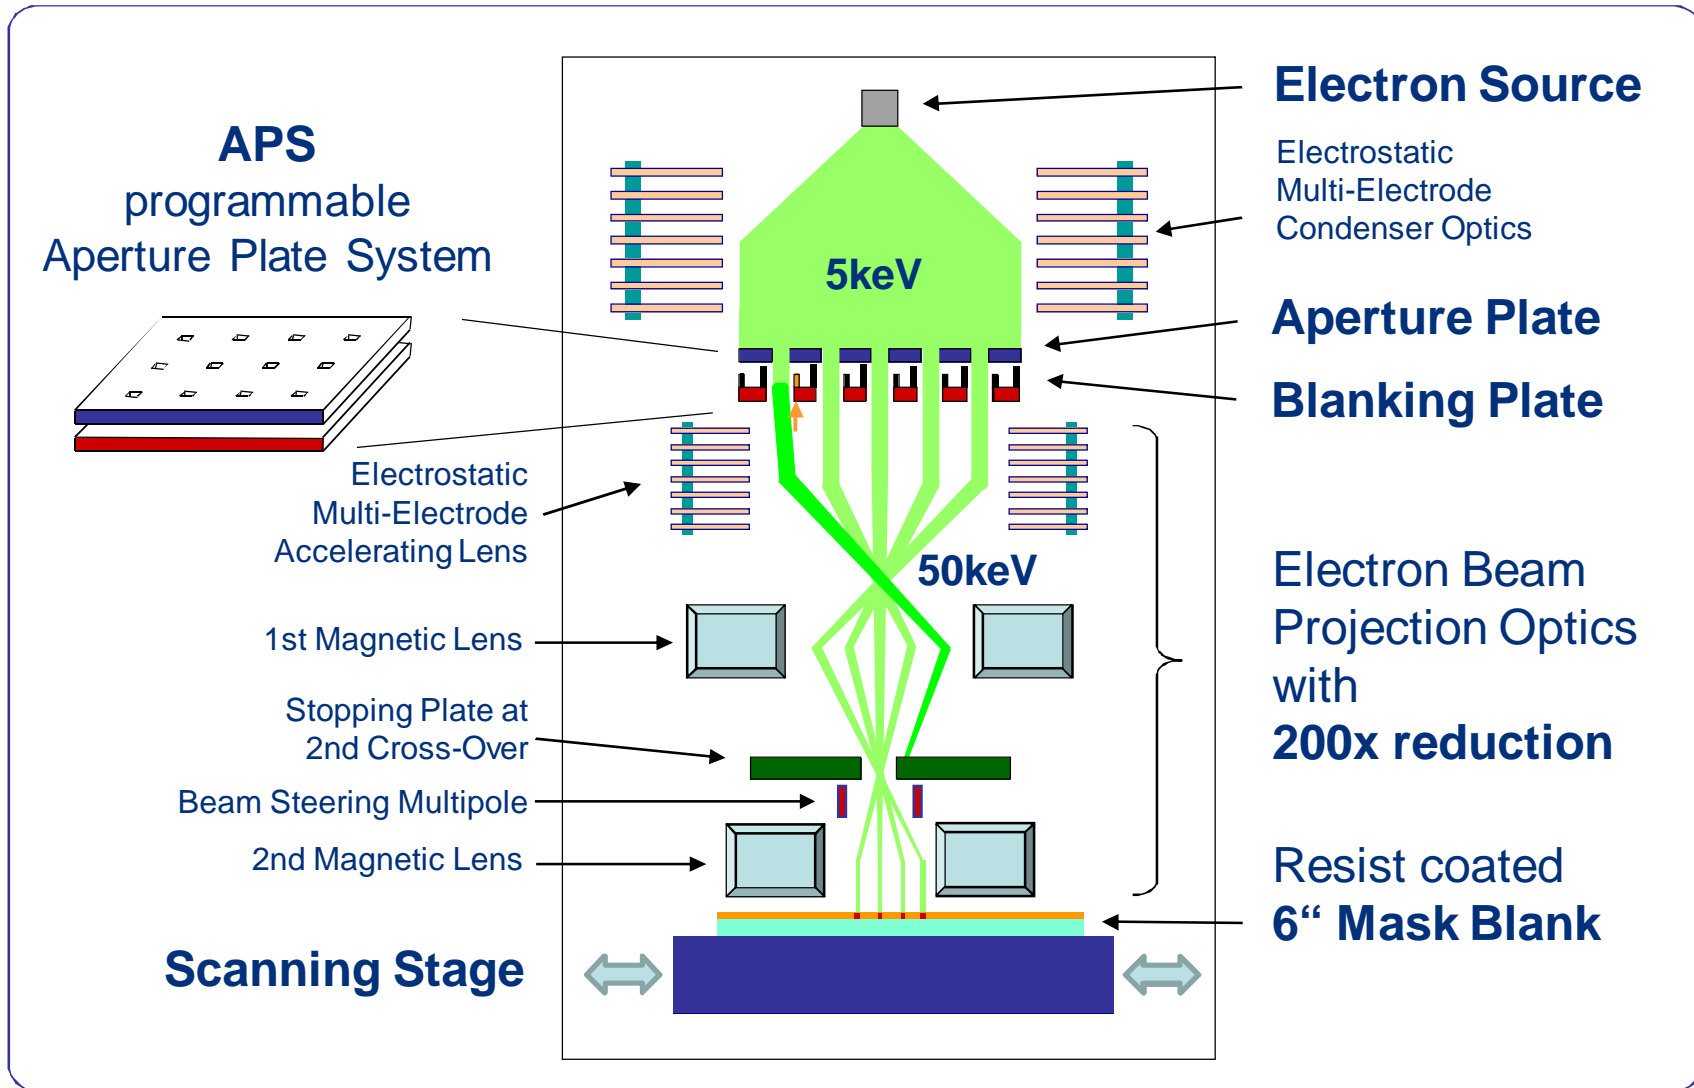 APS
programmable
Aperture Plate System
Electron Source
Electrostatic
Multi-Electrode
Condenser Optics
5keV
Aperture Plate
Blanking Plate
Electrostatic
Multi-Electrode
Accelerating Lens
50keV
1st Magnetic Lens
Stopping Plate at
2nd Cross-Over
Beam Steering Multipole
2nd Magnetic Lens
Electron Beam
Projection Optics
with
200x reduction
Resist coated
6“ Mask Blank
Scanning Stage